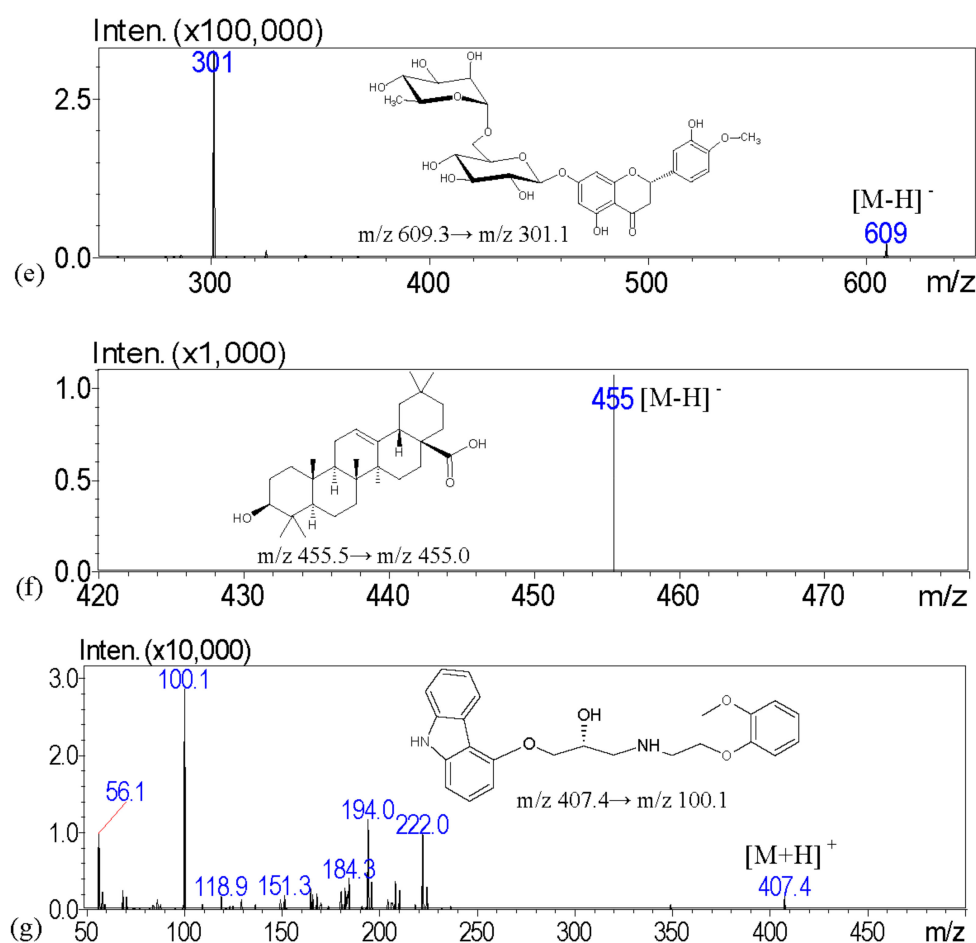 Inten. (x100,000)
301
2.5
0.0
HO
OH
HO
H₃C
O
O
HO
HO
OH
O
O
O
OH
O
OH
O—CH₃
m/z 609.3→ m/z 301.1
[M-H]⁻
609
(e)
300 400 500 600 m/z
Inten. (x1,000)
1.0
0.5
0.0
455 [M-H]⁻
OH
O
H
H
H
HO
m/z 455.5→ m/z 455.0
(f)
420 430 440 450 460 470 m/z
Inten. (x10,000)
3.0
2.0
1.0
0.0
100.1
56.1
118.9
151.3
184.3
194.0
222.0
HN
O
OH
NH
O
O
m/z 407.4→ m/z 100.1
[M+H]⁺
407.4
(g)
50 100 150 200 250 300 350 400 450 m/z